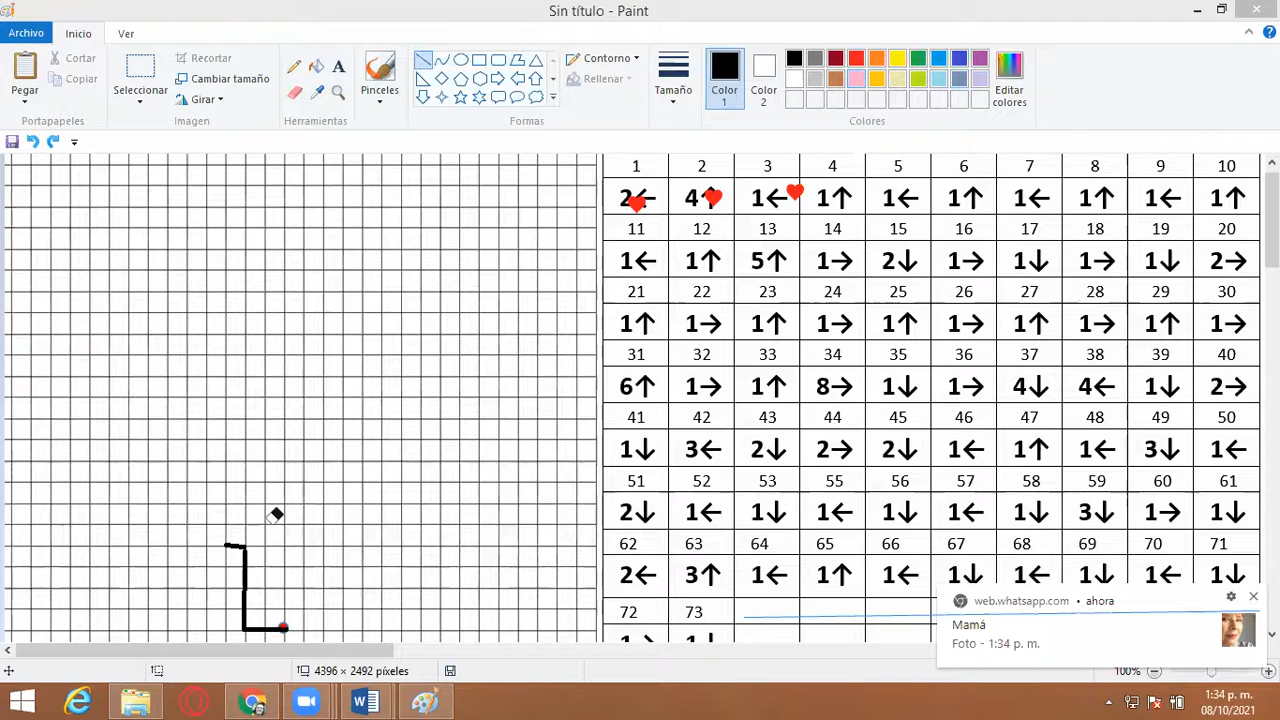 Sin título - Paint
Archivo Inicio Ver
Pegar
Cortar
Copiar
Portapapeles
Seleccionar
Recortar
Cambiar tamaño
Girar
Imagen
A
Herramientas
Pinceles
Contorno
Rellenar
Formas
Tamaño
Color 1
Color 2
Editar colores
Colores
1 2 3 4 5 6 7 8 9 10
2← 4↑ 1← 1↑ 1← 1↑ 1← 1↑ 1← 1↑
11 12 13 14 15 16 17 18 19 20
1← 1↑ 5↑ 1→ 2↓ 1→ 1↓ 1→ 1↓ 2→
21 22 23 24 25 26 27 28 29 30
1↑ 1→ 1↑ 1→ 1↑ 1→ 1↑ 1→ 1↑ 1→
31 32 33 34 35 36 37 38 39 40
6↑ 1→ 1↑ 8→ 1↓ 1→ 4↓ 4← 1↓ 2→
41 42 43 44 45 46 47 48 49 50
1↓ 3← 2↓ 2→ 2↓ 1← 1↑ 1← 3↓ 1←
51 52 53 55 56 57 58 59 60 61
2↓ 1← 1↓ 1← 1↓ 1← 1↓ 3↓ 1→ 1↓
62 63 64 65 66 67 68 69 70 71
2← 3↑ 1← 1↑ 1← 1↓ 1← 1↓ 1← 1↓
72 73
1→ 1↓
web.whatsapp.com • ahora
Mamá
Foto - 1:34 p. m.
4396 × 2492 píxeles
100%
1:34 p. m.
08/10/2021